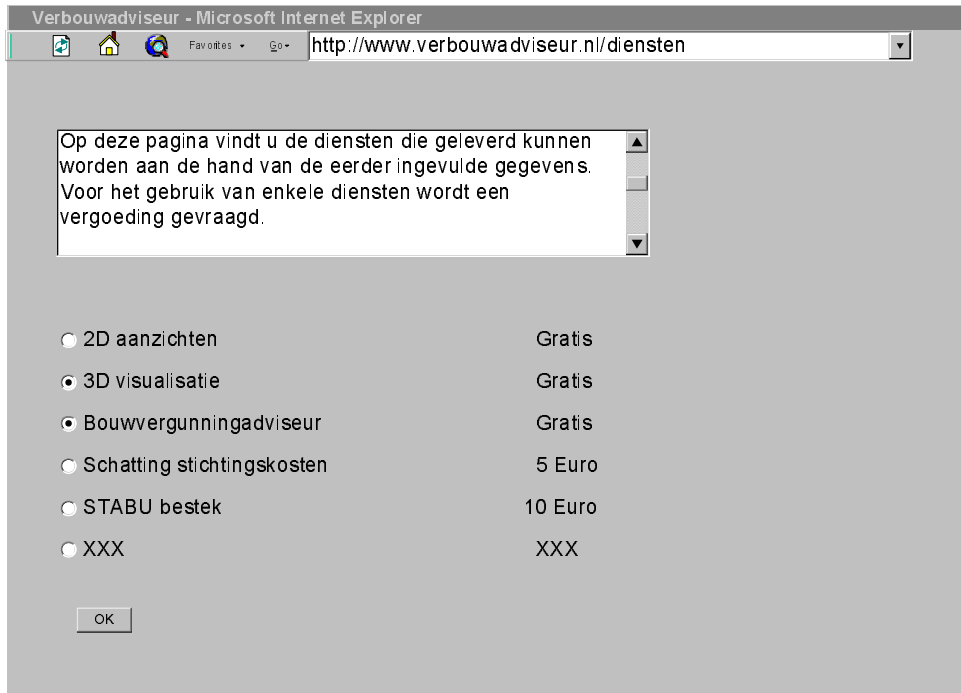 Verbouwadviseur - Microsoft Internet Explorer
Favorites Go http://www.verbouwadviseur.nl/diensten
Op deze pagina vindt u de diensten die geleverd kunnen
worden aan de hand van de eerder ingevulde gegevens.
Voor het gebruik van enkele diensten wordt een
vergoeding gevraagd.
2D aanzichten Gratis
3D visualisatie Gratis
Bouwvergunningadviseur Gratis
Schatting stichtingskosten 5 Euro
STABU bestek 10 Euro
XXX XXX
OK